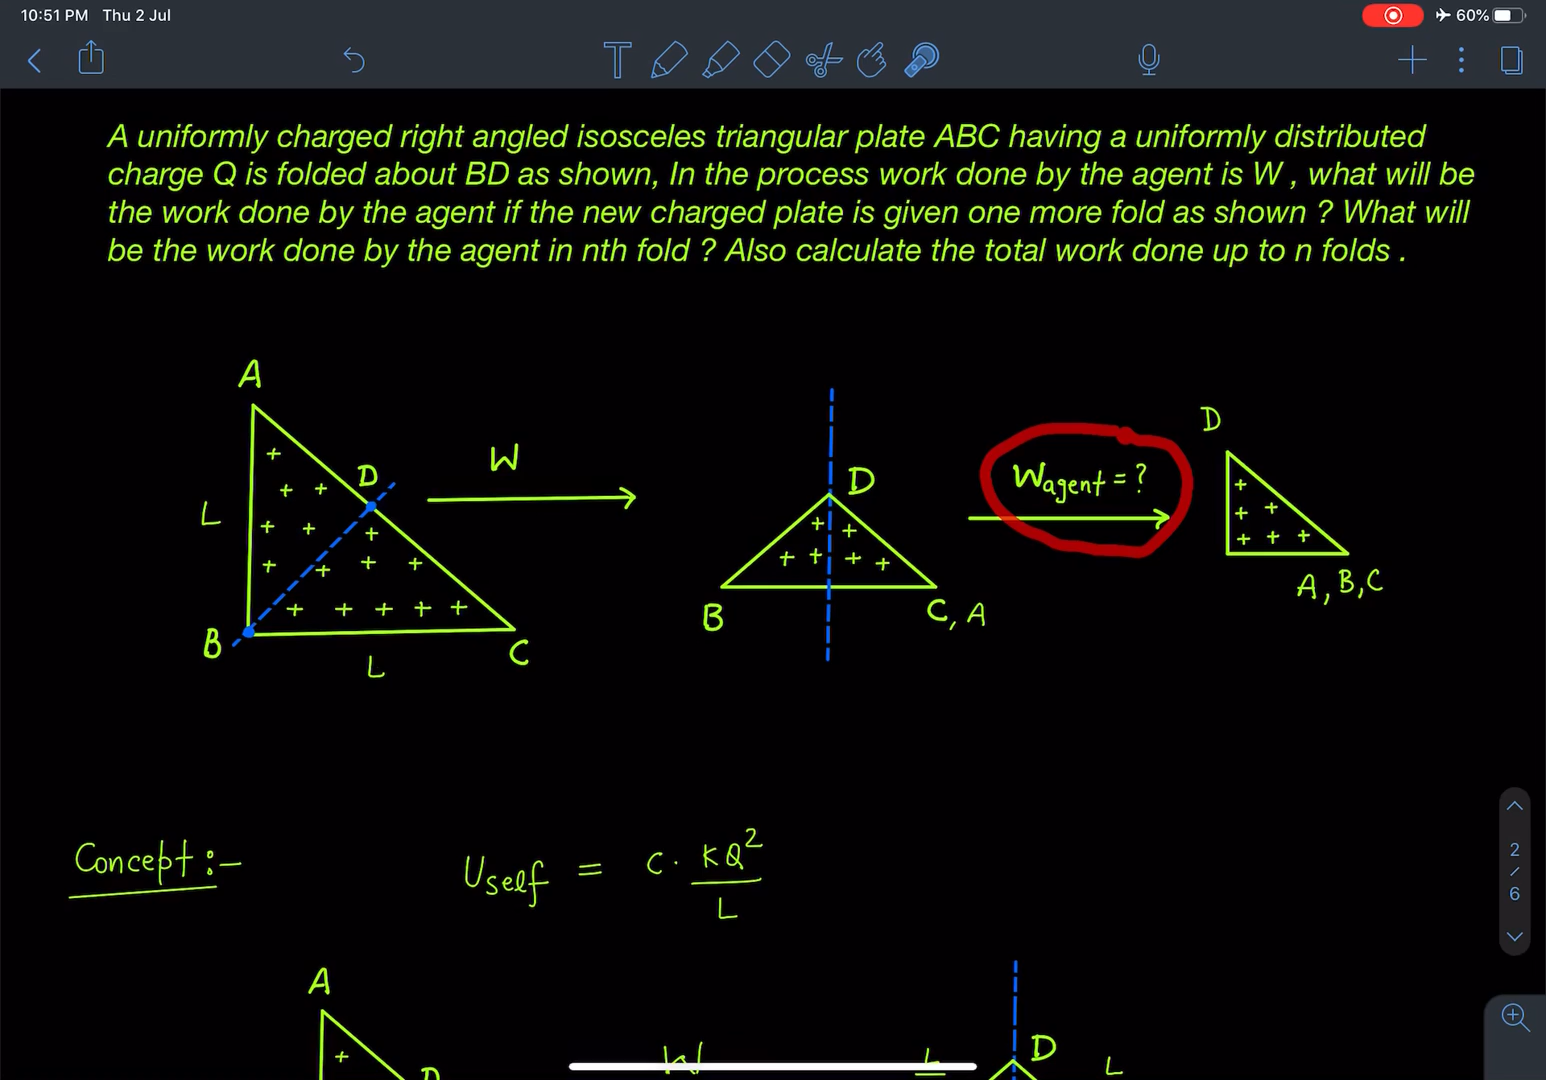 10:51 PM Thu 2 Jul
60%
A uniformly charged right angled isosceles triangular plate ABC having a uniformly distributed
charge Q is folded about BD as shown, In the process work done by the agent is W , what will be
the work done by the agent if the new charged plate is given one more fold as shown ? What will
be the work done by the agent in nth fold ? Also calculate the total work done up to n folds .
A
D
L
B
L
C
+ + + + + + + + + + + + + + + +
W
D
+ + + + + +
B
C, A
Wagent = ?
D
+ + + + + +
A, B, C
Concept :-
Uself = C . KQ²/L
2
/
6
A
+
D
W
L
D
L